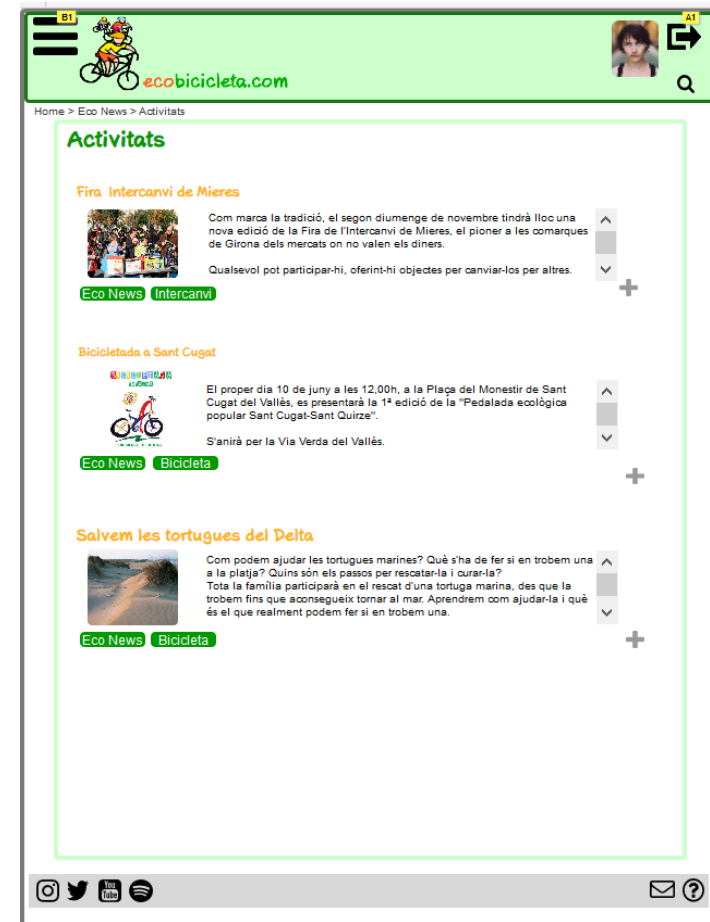 B1
A1
ecobicicleta.com
Home > Eco News > Activitats
Activitats
Fira Intercanvi de Mieres
Com marca la tradició, el segon diumenge de novembre tindrà lloc una
nova edició de la Fira de l'Intercanvi de Mieres, el pioner a les comarques
de Girona dels mercats on no valen els diners.
Qualsevol pot participar-hi, oferint-hi objectes per canviar-los per altres.
Eco News Intercanvi
Bicicletada a Sant Cugat
El proper dia 10 de juny a les 12,00h, a la Plaça del Monestir de Sant
Cugat del Vallès, es presentarà la 1ª edició de la "Pedalada ecològica
popular Sant Cugat-Sant Quirze".
S'anirà per la Via Verda del Vallès.
Eco News Bicicleta
Salvem les tortugues del Delta
Com podem ajudar les tortugues marines? Què s'ha de fer si en trobem una
a la platja? Quins són els passos per rescatar-la i curar-la?
Tota la família participarà en el rescat d'una tortuga marina, des que la
trobem fins que aconsegueix tornar al mar. Aprendrem com ajudar-la i què
és el que realment podem fer si en trobem una.
Eco News Bicicleta
You
Tube